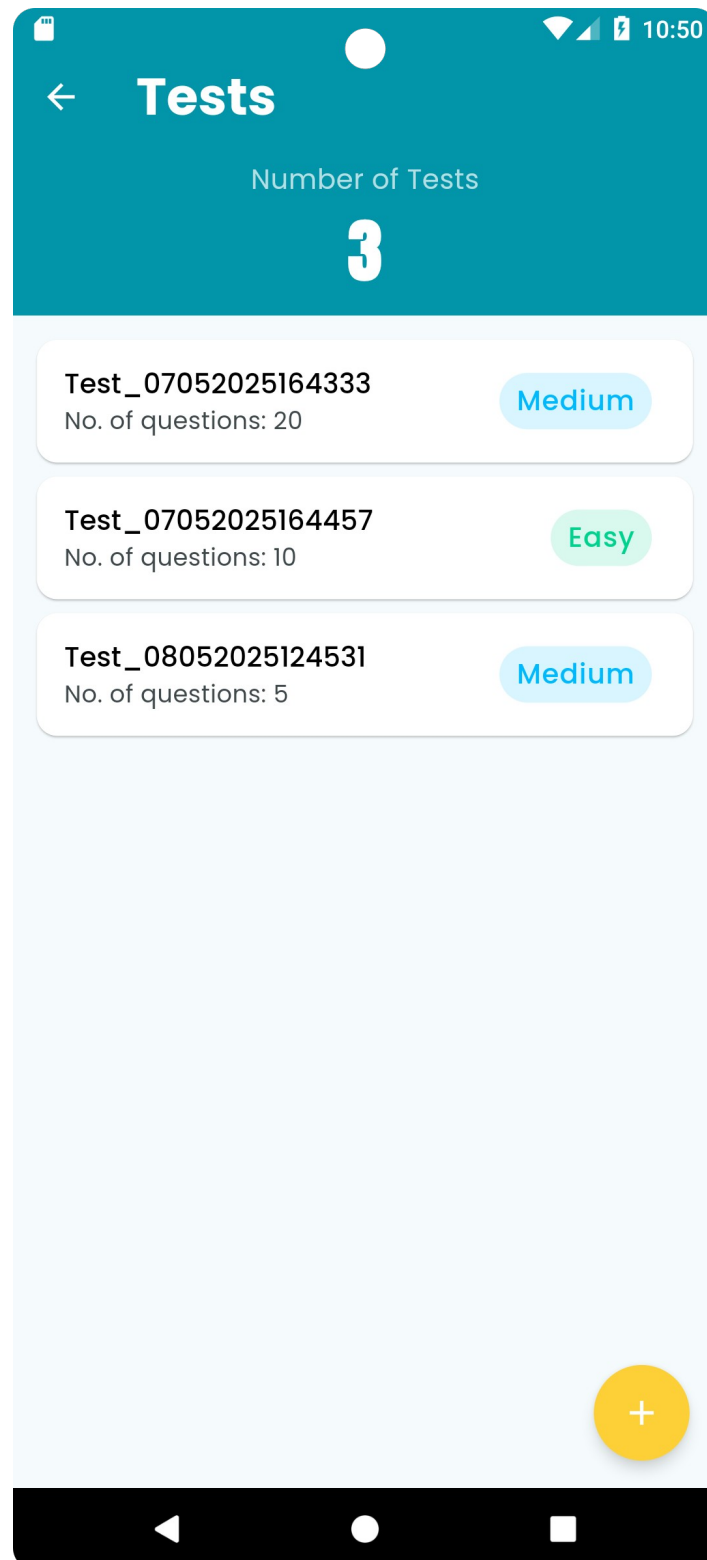 10:50
Tests
Number of Tests
3
Test_07052025164333
No. of questions: 20
Medium
Test_07052025164457
No. of questions: 10
Easy
Test_08052025124531
No. of questions: 5
Medium
+